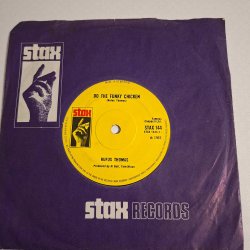 stax
DO THE FUNKY CHICKEN
(Rufus Thomas)
stax
STAX 144
RUFUS THOMAS
stax RECORDS